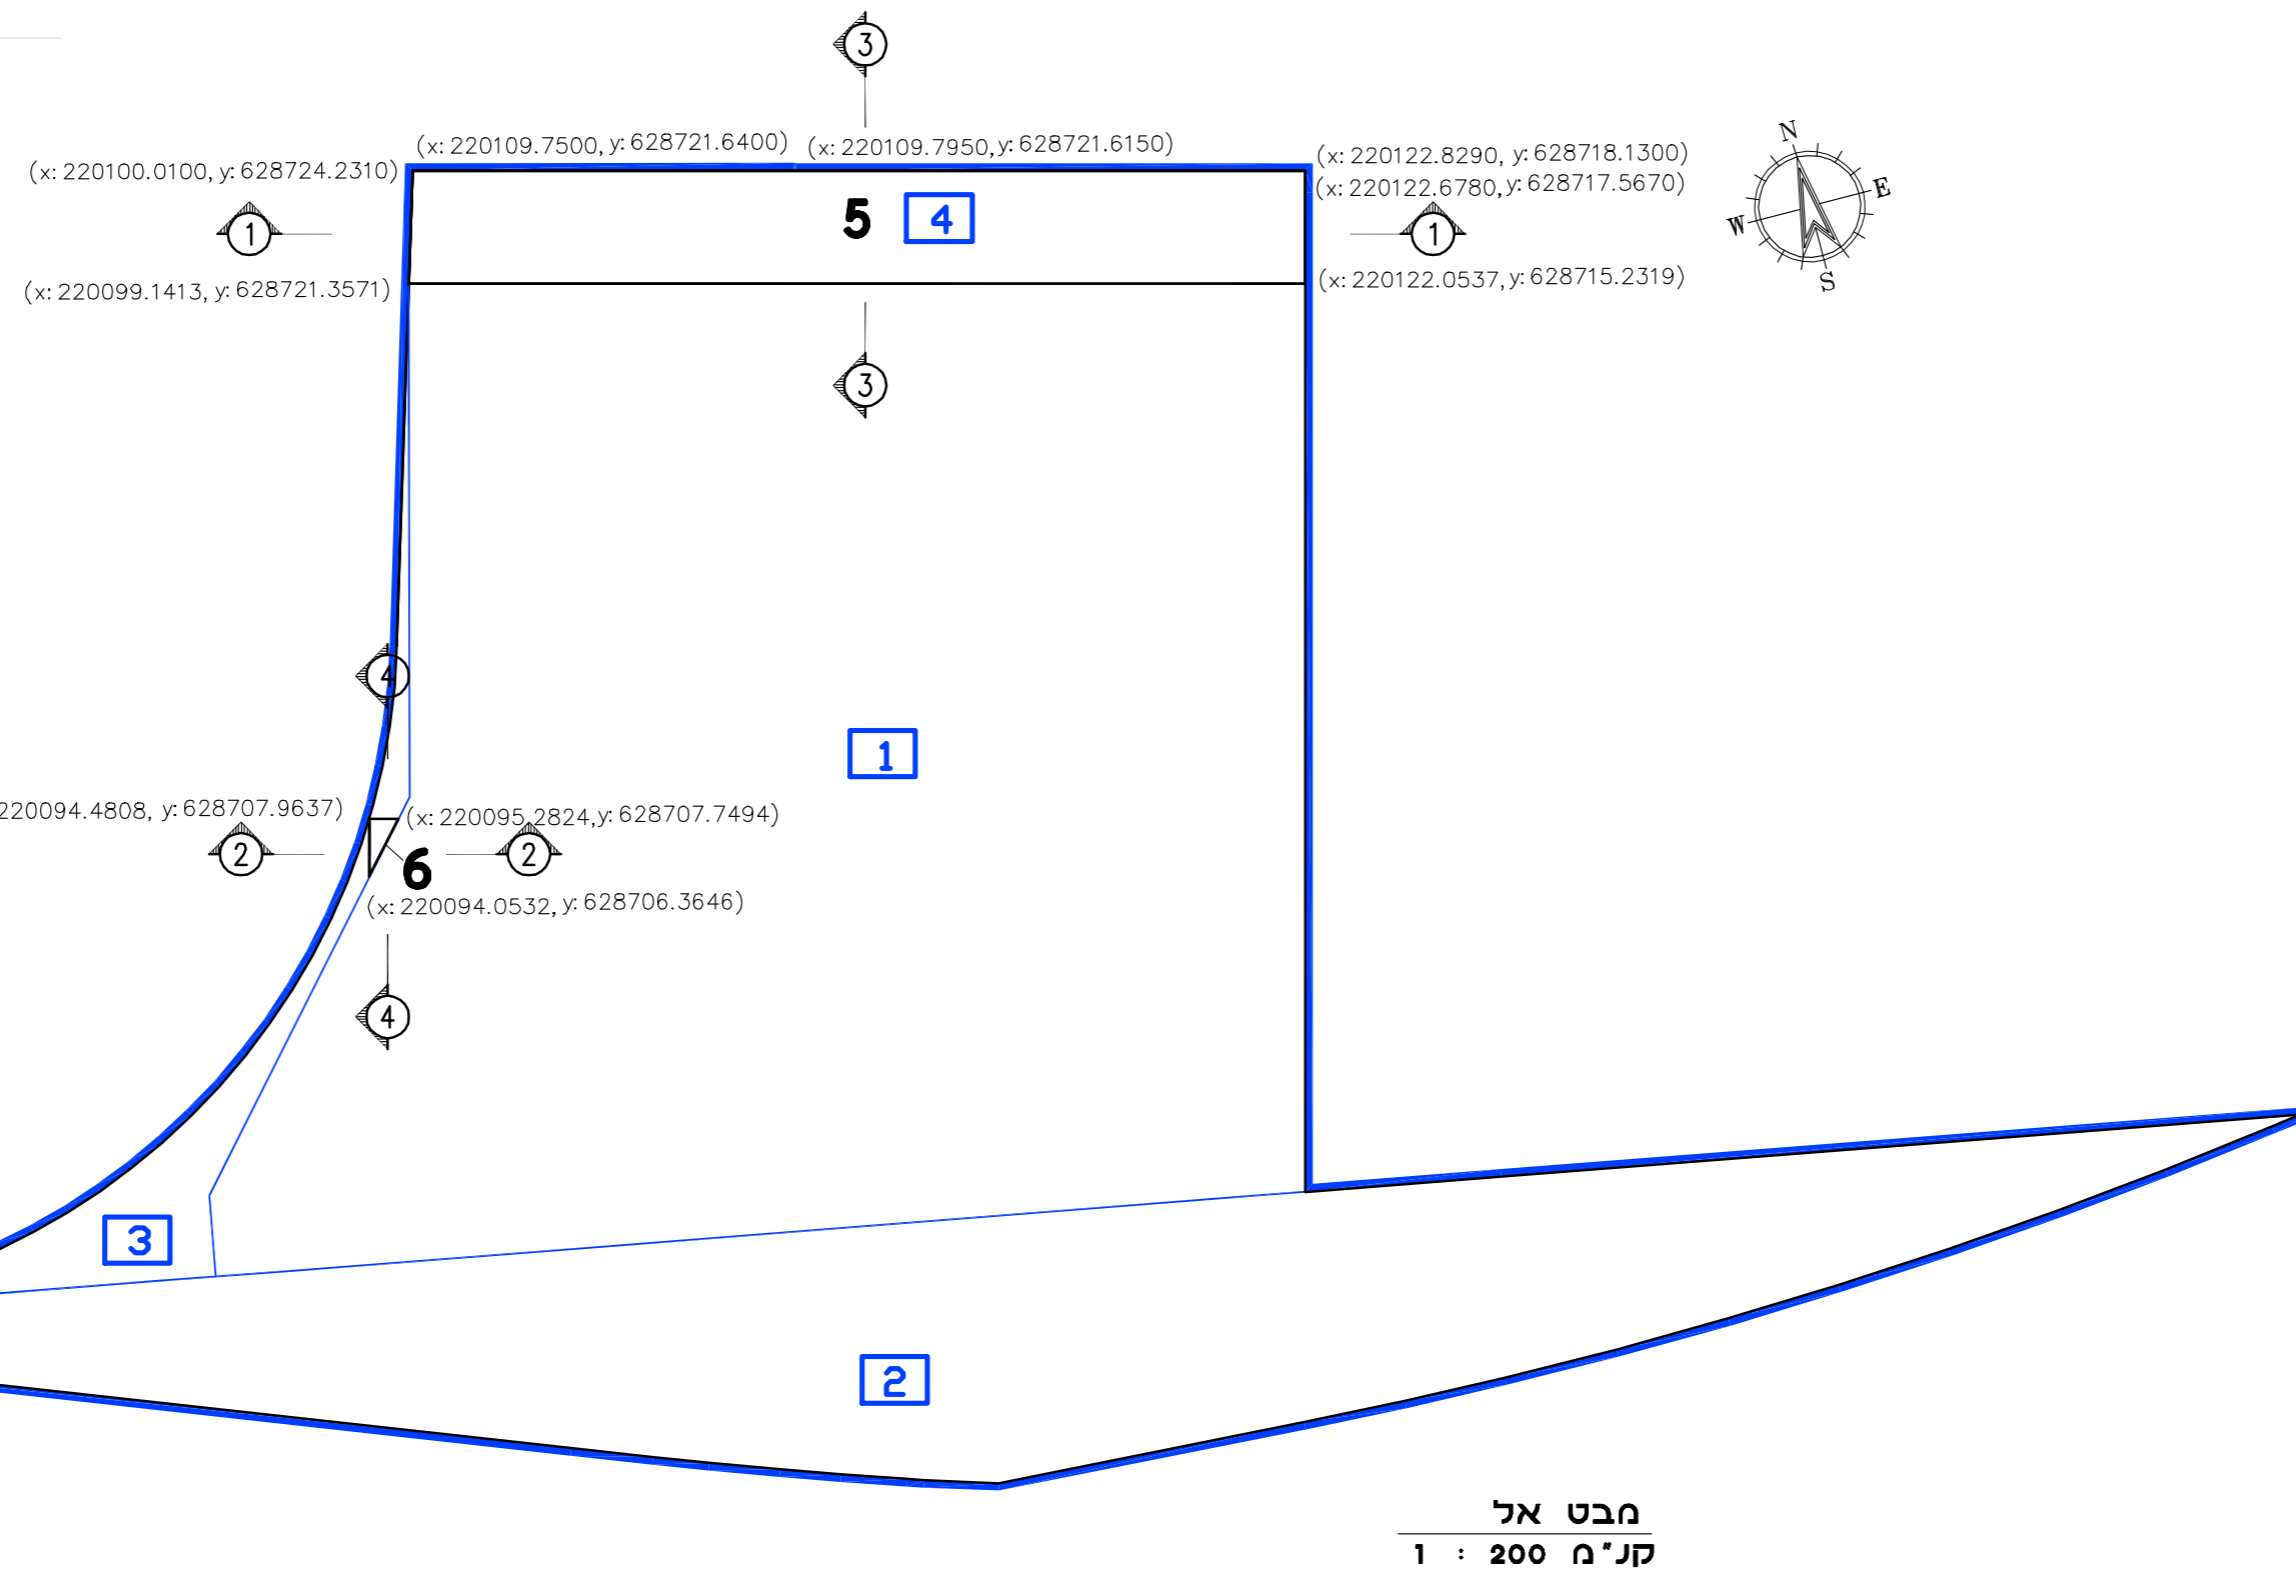 3
(x: 220109.7500, y: 628721.6400) (x: 220109.7950, y: 628721.6150)
(x: 220100.0100, y: 628724.2310)
(x: 220122.8290, y: 628718.1300)
(x: 220122.6780, y: 628717.5670)
N
E
W
S
1
5 4
1
(x: 220099.1413, y: 628721.3571)
(x: 220122.0537, y: 628715.2319)
3
4
1
220094.4808, y: 628707.9637)
(x: 220095.2824, y: 628707.7494)
2
6
2
(x: 220094.0532, y: 628706.3646)
4
3
2
מבט אל
קנ"מ 200 : 1